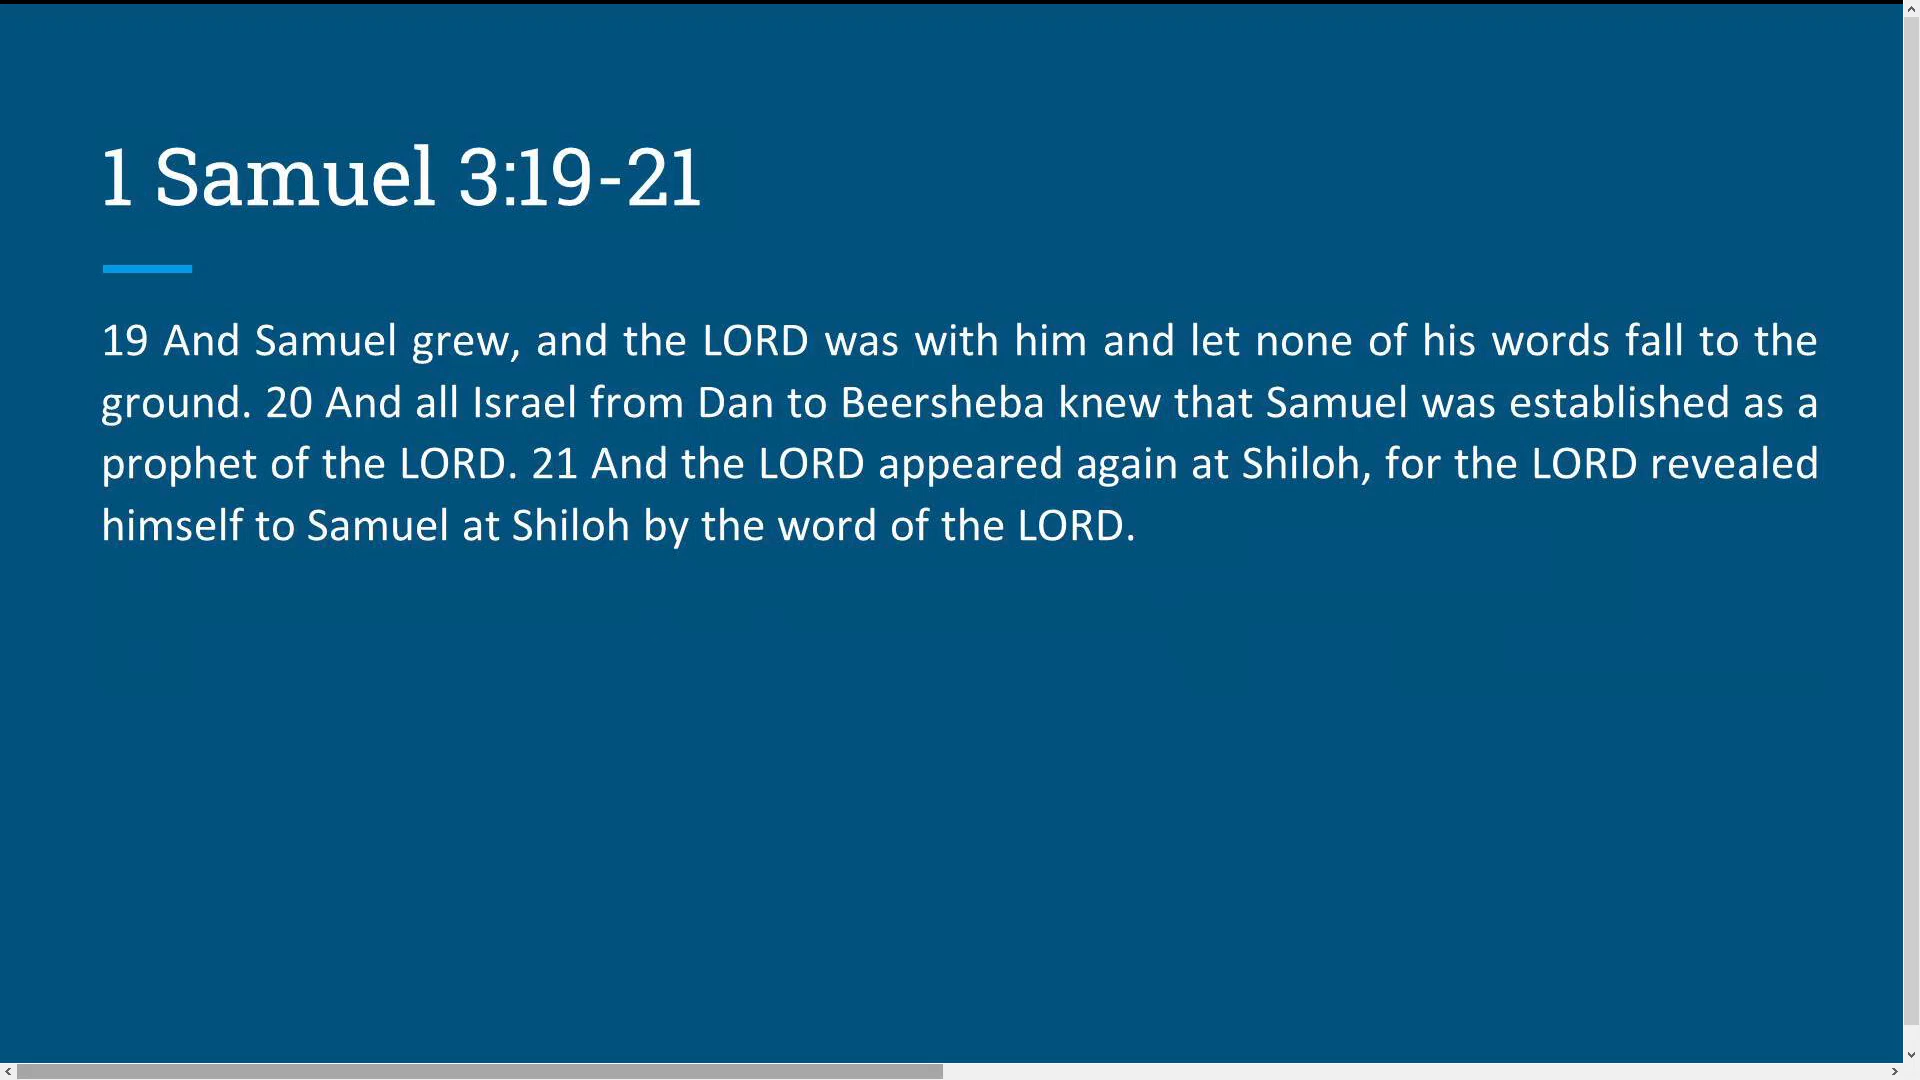 1 Samuel 3:19-21
19 And Samuel grew, and the LORD was with him and let none of his words fall to the
ground. 20 And all Israel from Dan to Beersheba knew that Samuel was established as a
prophet of the LORD. 21 And the LORD appeared again at Shiloh, for the LORD revealed
himself to Samuel at Shiloh by the word of the LORD.